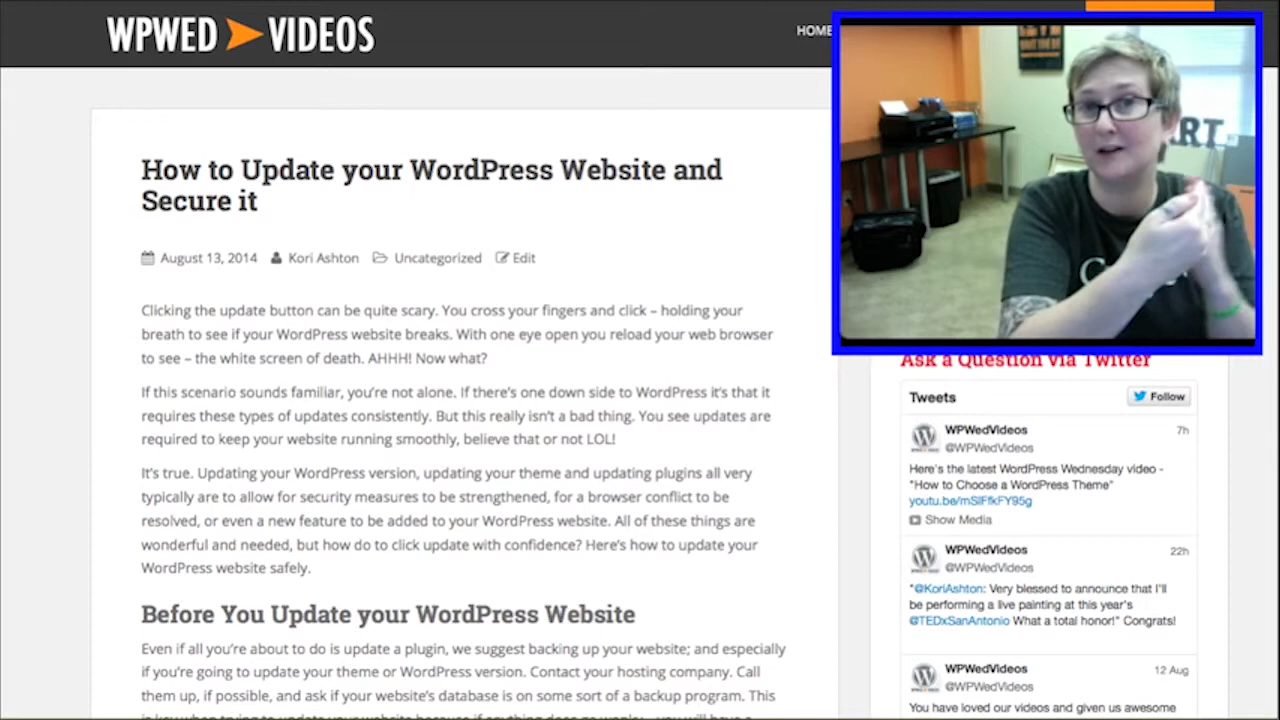 WPWED VIDEOS
HOME
How to Update your WordPress Website and
Secure it
August 13, 2014 Kori Ashton Uncategorized Edit
Clicking the update button can be quite scary. You cross your fingers and click – holding your
breath to see if your WordPress website breaks. With one eye open you reload your web browser
to see – the white screen of death. AHHH! Now what?
If this scenario sounds familiar, you're not alone. If there's one down side to WordPress it's that it
requires these types of updates consistently. But this really isn't a bad thing. You see updates are
required to keep your website running smoothly, believe that or not LOL!
It's true. Updating your WordPress version, updating your theme and updating plugins all very
typically are to allow for security measures to be strengthened, for a browser conflict to be
resolved, or even a new feature to be added to your WordPress website. All of these things are
wonderful and needed, but how do to click update with confidence? Here's how to update your
WordPress website safely.
Before You Update your WordPress Website
Even if all you're about to do is update a plugin, we suggest backing up your website; and especially
if you're going to update your theme or WordPress version. Contact your hosting company. Call
them up, if possible, and ask if your website's database is on some sort of a backup program. This
Ask a Question via Twitter
Tweets Follow
WPWedVideos 7h
@WPWedVideos
Here's the latest WordPress Wednesday video -
"How to Choose a WordPress Theme"
youtu.be/mSlFfkFY95g
Show Media
WPWedVideos 22h
@WPWedVideos
"@KoriAshton: Very blessed to announce that I'll
be performing a live painting at this year's
@TEDxSanAntonio What a total honor!" Congrats!
WPWedVideos 12 Aug
@WPWedVideos
You have loved our videos and given us awesome